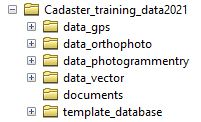 Cadaster_training_data2021
data_gps
data_orthophoto
data_photogrammentry
data_vector
documents
template_database